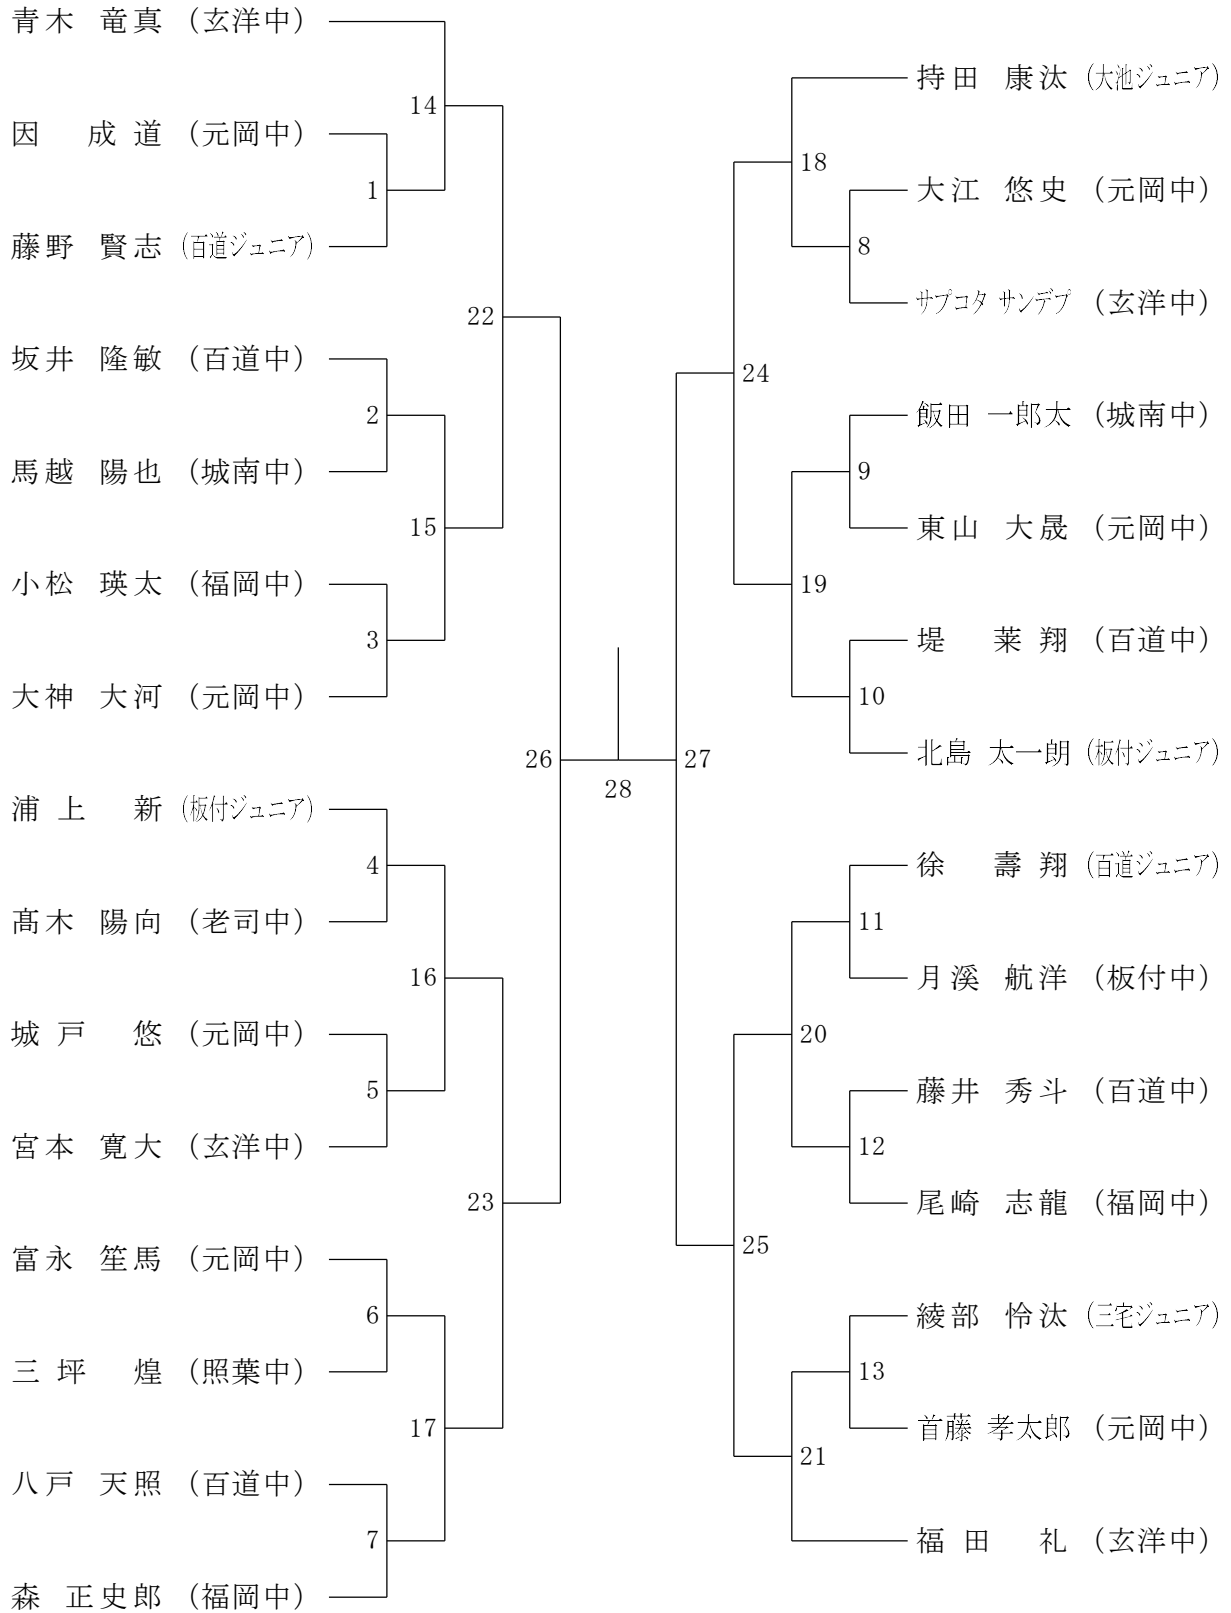 青木 竜真 (玄洋中)
14
因 成道 (元岡中)
1
藤野 賢志 (百道ジュニア)
22
坂井 隆敏 (百道中)
2
馬越 陽也 (城南中)
15
小松 瑛太 (福岡中)
3
大神 大河 (元岡中)
26
浦上 新 (板付ジュニア)
4
髙木 陽向 (老司中)
16
城戸 悠 (元岡中)
5
宮本 寛大 (玄洋中)
23
富永 笙馬 (元岡中)
6
三坪 煌 (照葉中)
17
八戸 天照 (百道中)
7
森 正史郎 (福岡中)
28
持田 康汰 (大池ジュニア)
18
大江 悠史 (元岡中)
8
サプコタ サンデプ (玄洋中)
24
飯田 一郎太 (城南中)
9
東山 大晟 (元岡中)
19
堤 莱翔 (百道中)
10
北島 太一朗 (板付ジュニア)
27
徐 壽翔 (百道ジュニア)
11
月溪 航洋 (板付中)
20
藤井 秀斗 (百道中)
12
尾崎 志龍 (福岡中)
25
綾部 怜汰 (三宅ジュニア)
13
首藤 孝太郎 (元岡中)
21
福田 礼 (玄洋中)